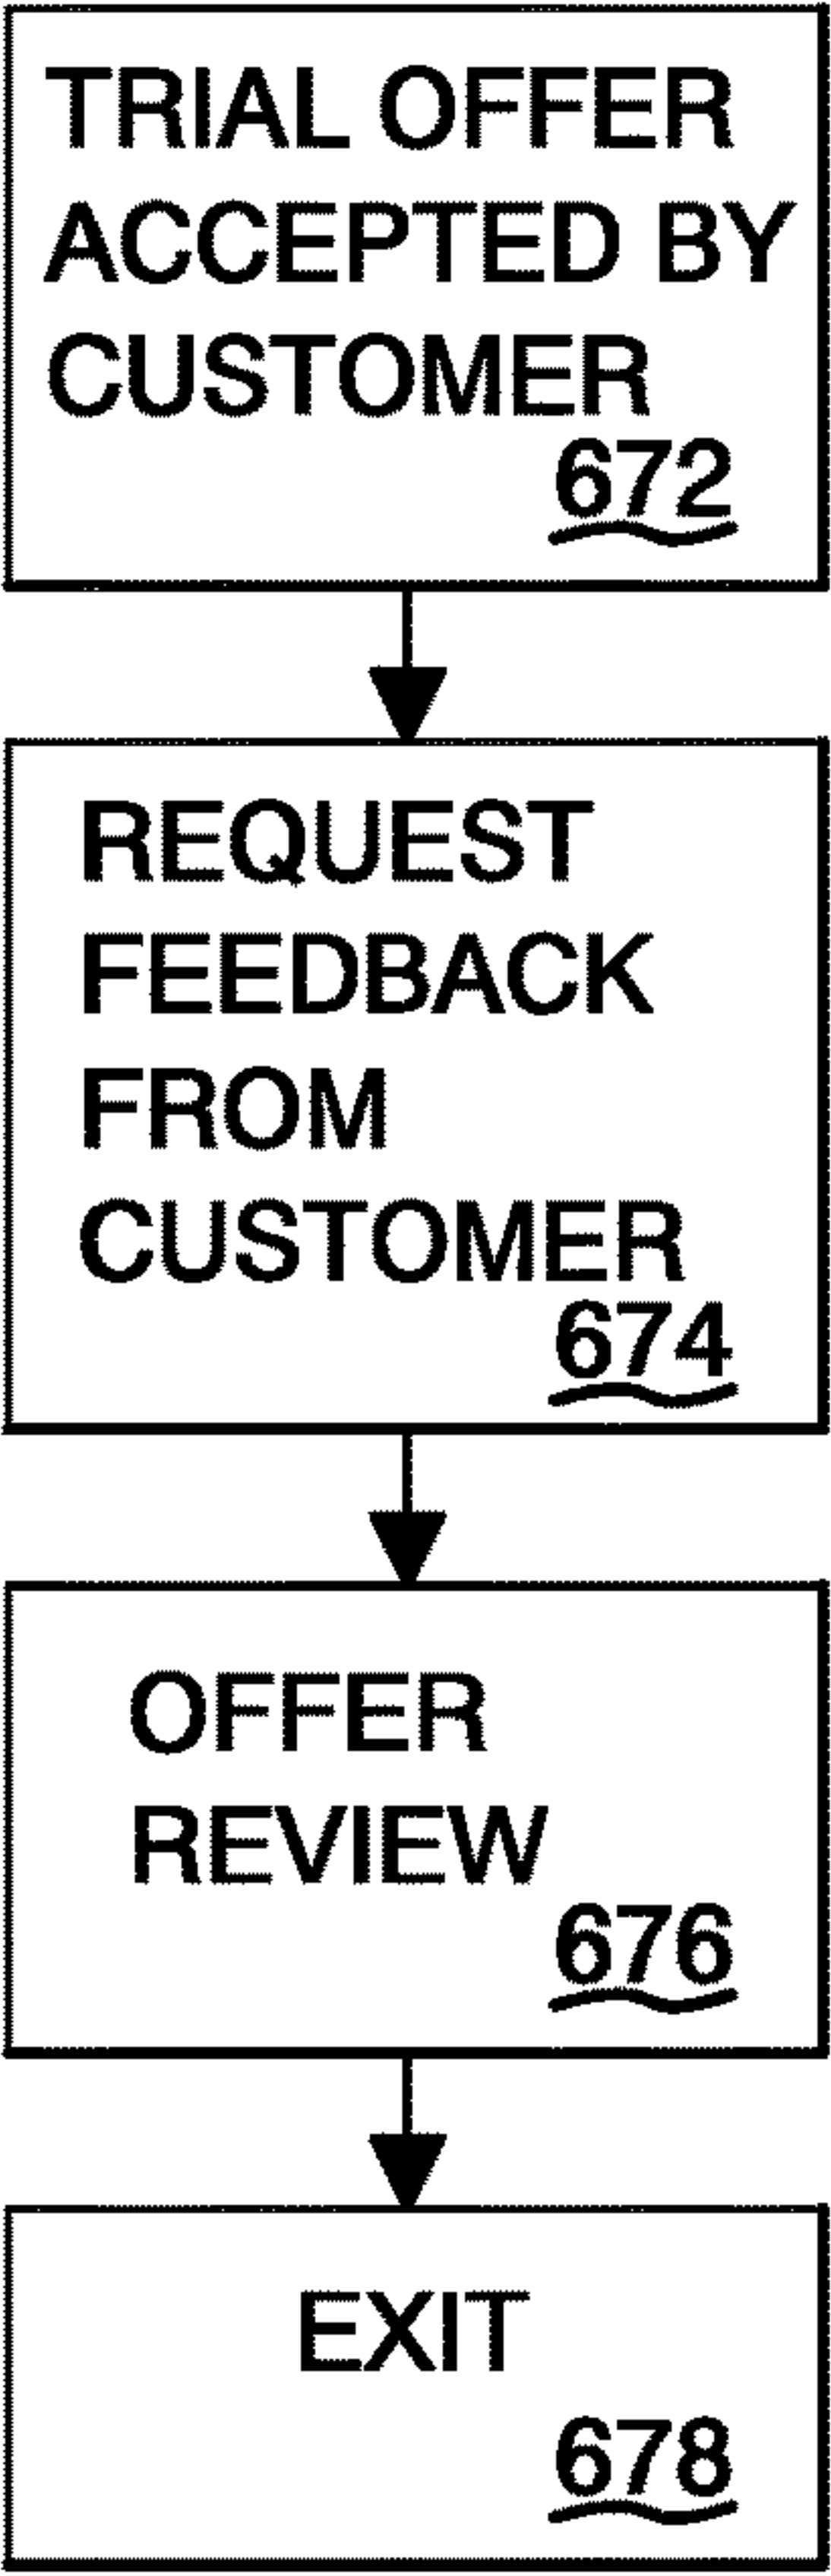 TRIAL OFFER
ACCEPTED BY
CUSTOMER
672
REQUEST
FEEDBACK
FROM
CUSTOMER
674
OFFER
REVIEW
676
EXIT
678